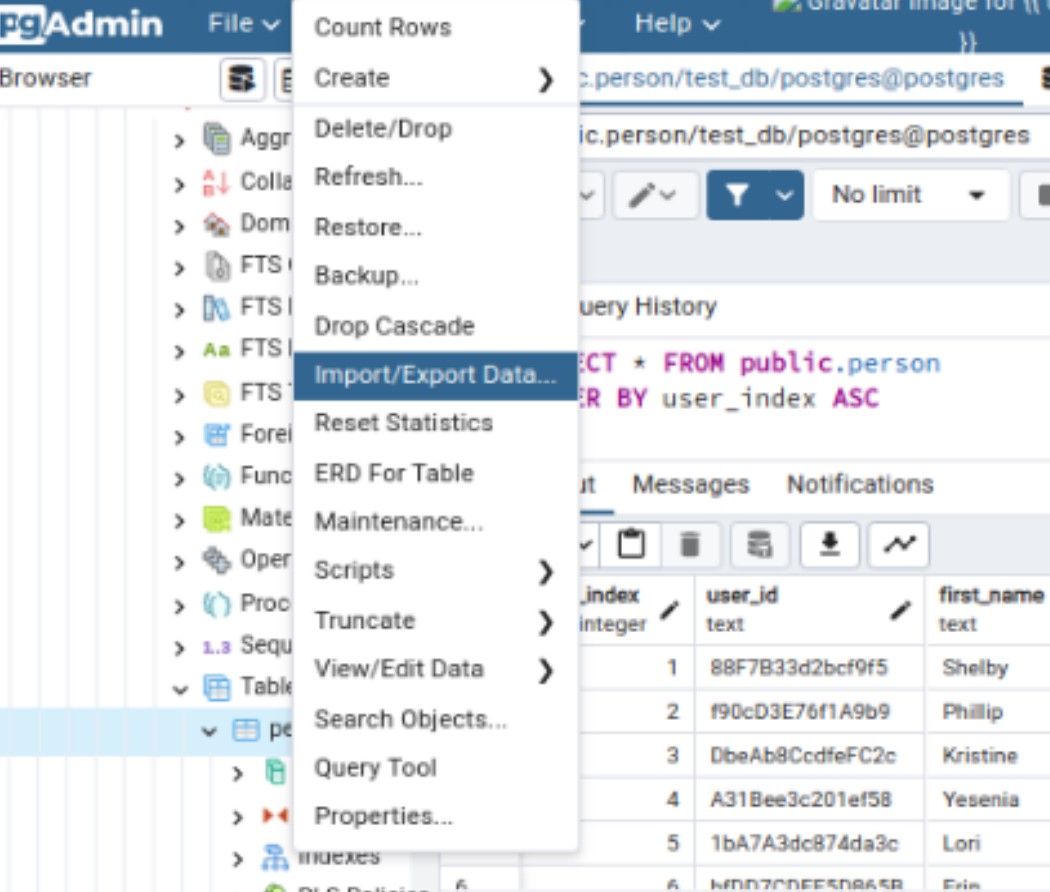 pgAdmin
File
Help
Gravatar image for {{
}}
Browser
Count Rows
Create
Delete/Drop
Refresh...
Restore...
Backup...
Drop Cascade
Import/Export Data...
Reset Statistics
ERD For Table
Maintenance...
Scripts
Truncate
View/Edit Data
Search Objects...
Query Tool
Properties...
Aggr
Colla
Dom
FTS
FTS
Aa FTS
FTS
Forei
Func
Mate
Oper
Proc
1..3 Sequ
Table
pe
Indexes
RLS Policies
c.person/test_db/postgres@postgres
ic.person/test_db/postgres@postgres
No limit
uery History
ECT * FROM public.person
ER BY user_index ASC
ut Messages Notifications
_index user_id first_name
integer text text
1 88F7B33d2bcf9f5 Shelby
2 f90cD3E76f1A9b9 Phillip
3 DbeAb8CcdfeFC2c Kristine
4 A31Bee3c201ef58 Yesenia
5 1bA7A3dc874da3c Lori
6 bfDD7CDEF5D865B Erin